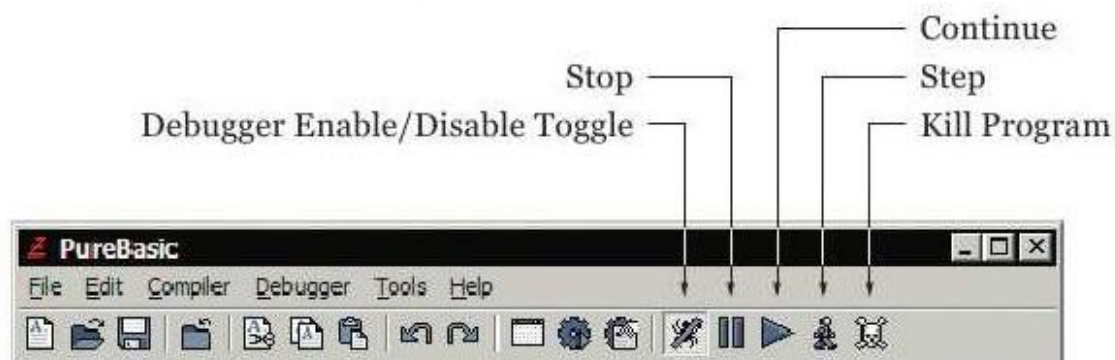 Continue
Stop
Step
Debugger Enable/Disable Toggle
Kill Program
PureBasic
File Edit Compiler Debugger Tools Help